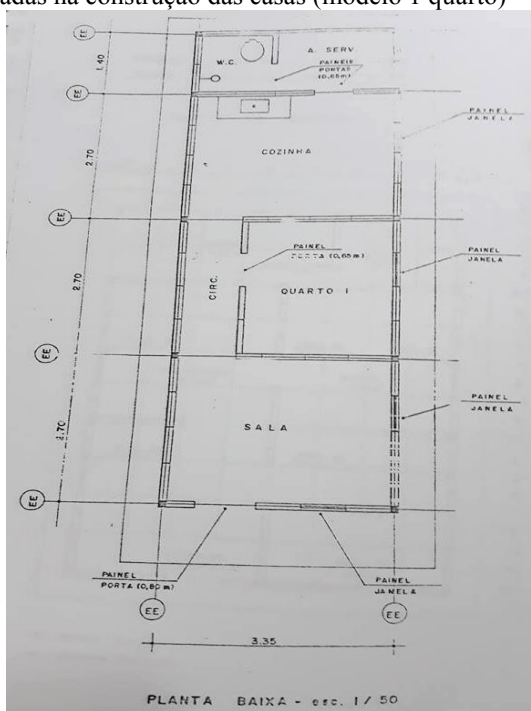 adas na construção das casas (modelo 1 quarto)
EE
W.C.
A. SERV.
PAINEIS
PORTAS
(0,65m)
1.40
EE
PAINEL
JANELA
COZINHA
2.70
EE
PAINEL
PORTA (0,65m)
PAINEL
JANELA
CIRC.
QUARTO 1
2.70
EE
PAINEL
JANELA
SALA
2.70
EE
PAINEL
PORTA (0,80 m)
PAINEL
JANELA
EE
EE
3.35
PLANTA BAIXA - esc. 1/50